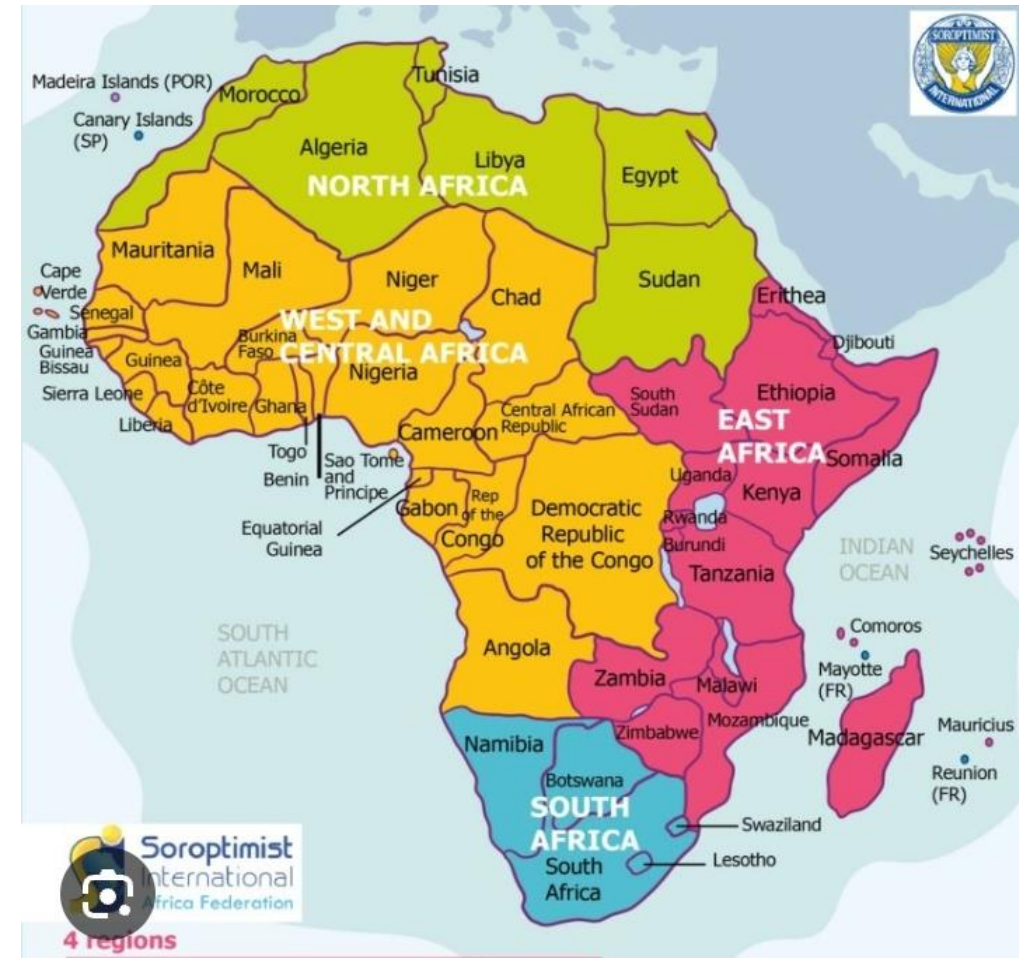 SOROPTIMIST
INTERNATIONAL
Madeira Islands (POR)
Canary Islands
(SP)
Morocco
Tunisia
Algeria
Libya
Egypt
NORTH AFRICA
Mauritania
Mali
Niger
Chad
Sudan
Cape
Verde
Senegal
Gambia
Guinea
Bissau
Guinea
Sierra Leone
Liberia
Côte
d'Ivoire
Burkina
Faso
Ghana
WEST AND
CENTRAL AFRICA
Nigeria
Togo
Benin
Sao Tome
and
Principe
Equatorial
Guinea
Cameroon
Central African
Republic
Gabon
Rep
of the
Congo
Democratic
Republic
of the Congo
Angola
Erithea
Djibouti
Ethiopia
South
Sudan
EAST
AFRICA
Somalia
Uganda
Kenya
Rwanda
Burundi
Tanzania
INDIAN
OCEAN
Seychelles
Comoros
Mayotte
(FR)
Zambia
Malawi
Mozambique
Zimbabwe
Madagascar
Mauricius
Reunion
(FR)
SOUTH
ATLANTIC
OCEAN
Namibia
Botswana
SOUTH
AFRICA
South
Africa
Swaziland
Lesotho
Soroptimist
International
Africa Federation
4 regions